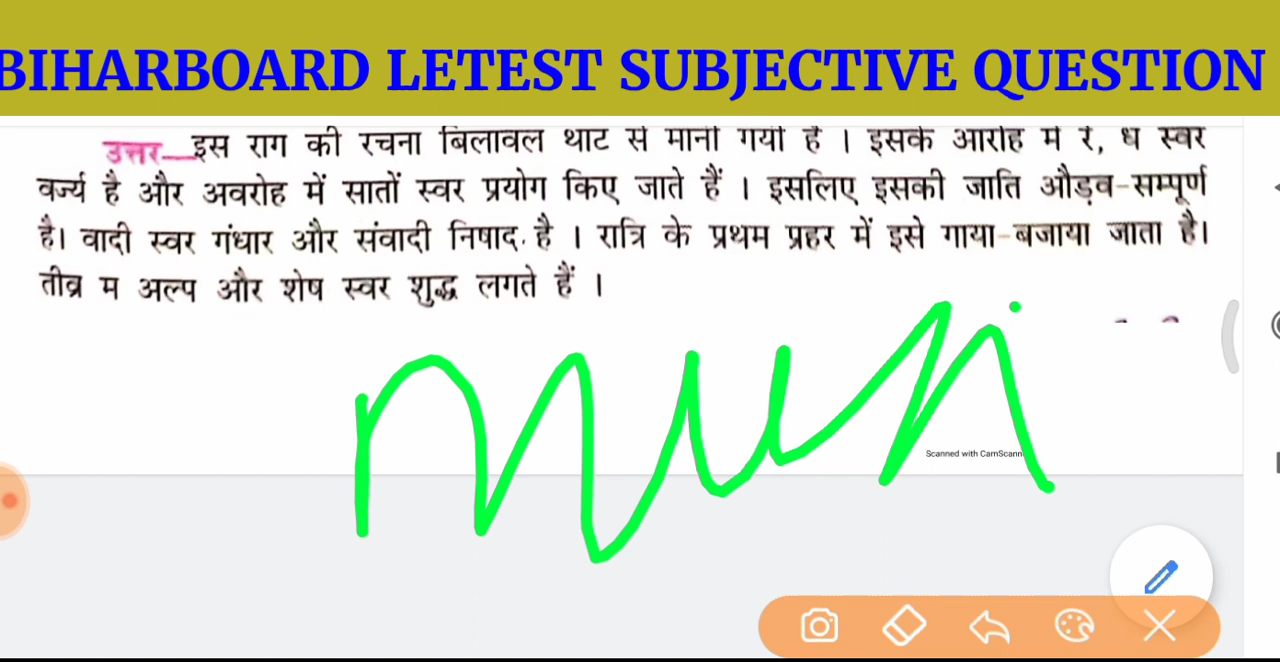 BIHARBOARD LETEST SUBJECTIVE QUESTION
उत्तर—इस राग की रचना बिलावल थाट से मानी गयी है । इसके आरोह में रे, ध स्वर
वर्ज्य है और अवरोह में सातों स्वर प्रयोग किए जाते हैं । इसलिए इसकी जाति औड़व-सम्पूर्ण
है। वादी स्वर गंधार और संवादी निषाद है । रात्रि के प्रथम प्रहर में इसे गाया-बजाया जाता है।
तीव्र म अल्प और शेष स्वर शुद्ध लगते हैं ।
Scanned with CamScann